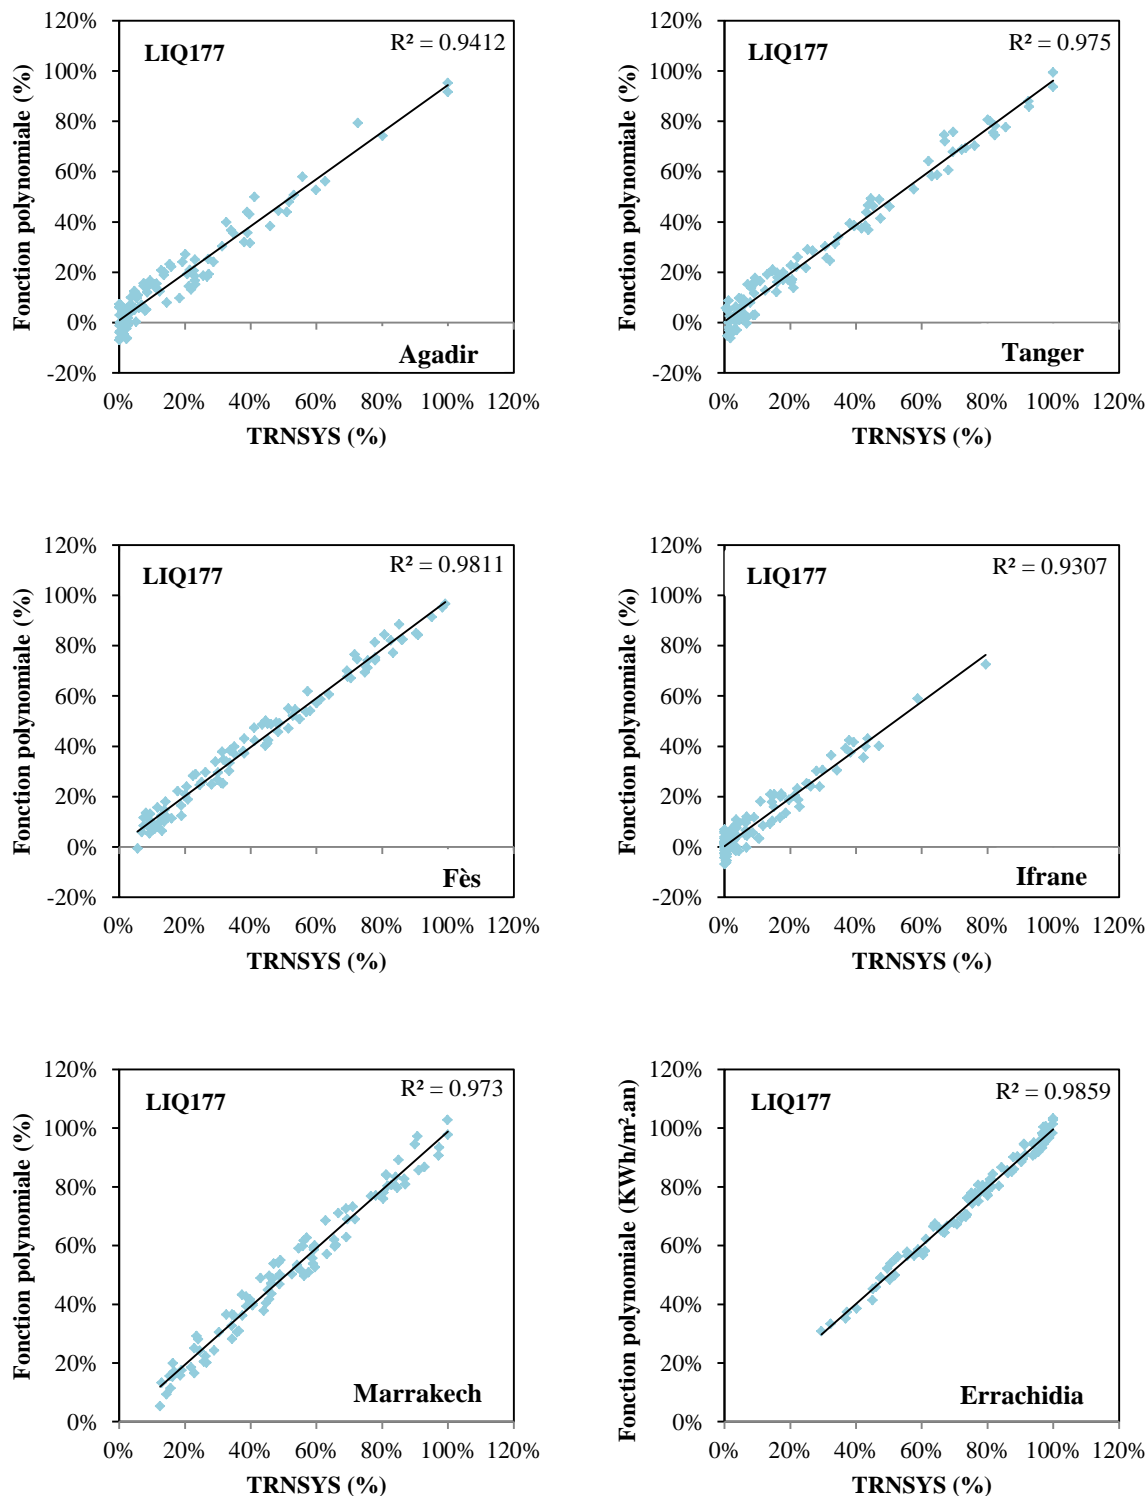 120%
100%
80%
60%
40%
20%
0%
-20%
Fonction polynomiale (%)
LIQ177
R² = 0.9412
Agadir
0% 20% 40% 60% 80% 100% 120%
TRNSYS (%)
120%
100%
80%
60%
40%
20%
0%
-20%
Fonction polynomiale (%)
LIQ177
R² = 0.975
Tanger
0% 20% 40% 60% 80% 100% 120%
TRNSYS (%)
120%
100%
80%
60%
40%
20%
0%
-20%
Fonction polynomiale (%)
LIQ177
R² = 0.9811
Fès
0% 20% 40% 60% 80% 100% 120%
TRNSYS (%)
120%
100%
80%
60%
40%
20%
0%
-20%
Fonction polynomiale (%)
LIQ177
R² = 0.9307
Ifrane
0% 20% 40% 60% 80% 100% 120%
TRNSYS (%)
120%
100%
80%
60%
40%
20%
0%
Fonction polynomiale (%)
LIQ177
R² = 0.973
Marrakech
0% 20% 40% 60% 80% 100% 120%
TRNSYS (%)
120%
100%
80%
60%
40%
20%
0%
Fonction polynomiale (KWh/m².an)
LIQ177
R² = 0.9859
Errachidia
0% 20% 40% 60% 80% 100% 120%
TRNSYS (%)